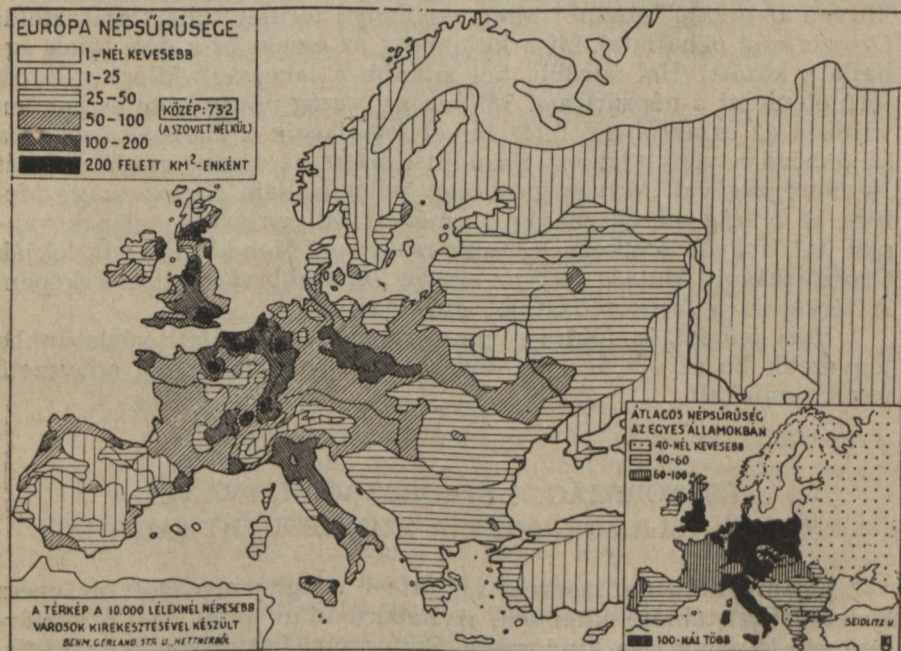 EURÓPA NÉPSŰRŰSÉGE
1-NÉL KEVESEBB
1-25
25-50
50-100
100-200
200 FELETT KM²-ENKÉNT
KÖZÉP: 73·2
(A SZOVJET NÉLKÜL)
A TÉRKÉP A 10.000 LÉLEKNÉL NÉPESEBB
VÁROSOK KIREKESZTÉSÉVEL KÉSZÜLT
BEHM, GERLAND, STB. U., HETTNERBŐL
ÁTLAGOS NÉPSŰRŰSÉG
AZ EGYES ÁLLAMOKBAN
40-NÉL KEVESEBB
40-60
60-100
SEIDLITZ U.
100-NÁL TÖBB